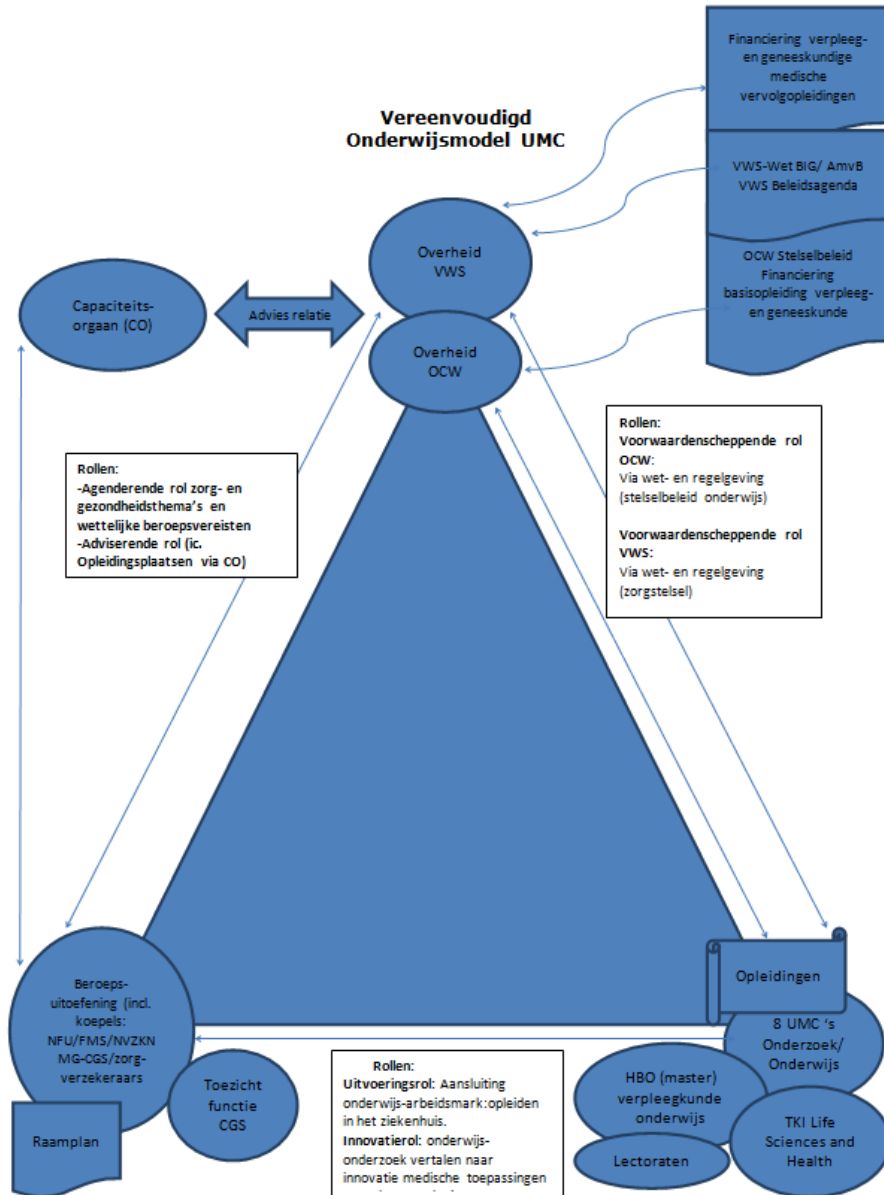 Financiering verpleeg-
en geneeskundige
medische
vervolgopleidingen
Vereenvoudigd
Onderwijsmodel UMC
VWS-Wet BIG/ AmvB
VWS Beleidsagenda
Overheid
VWS
OCW Stelselbeleid
Financiering
basisopleiding verpleeg-
en geneeskunde
Capaciteits-
orgaan (CO)
Advies relatie
Overheid
OCW
Rollen:
Voorwaardenscheppende rol
OCW:
Via wet- en regelgeving
(stelselbeleid onderwijs)
Voorwaardenscheppende rol
VWS:
Via wet- en regelgeving
(zorgstelsel)
Rollen:
-Agenderende rol zorg- en
gezondheidsthema's en
wettelijke beroepsvereisten
-Adviserende rol (ic.
Opleidingsplaatsen via CO)
Opleidingen
Beroeps-
uitoefening (incl.
koepels:
NFU/FMS/NVZKN
MG-CGS/zorg-
verzekeraars
8 UMC 's
Onderzoek/
Onderwijs
Toezicht
functie
CGS
Raamplan
Rollen:
Uitvoeringsrol: Aansluiting
onderwijs-arbeidsmark:opleiden
in het ziekenhuis.
Innovatierol: onderwijs-
onderzoek vertalen naar
innovatie medische toepassingen
HBO (master)
verpleegkunde
onderwijs
TKI Life
Sciences and
Health
Lectoraten